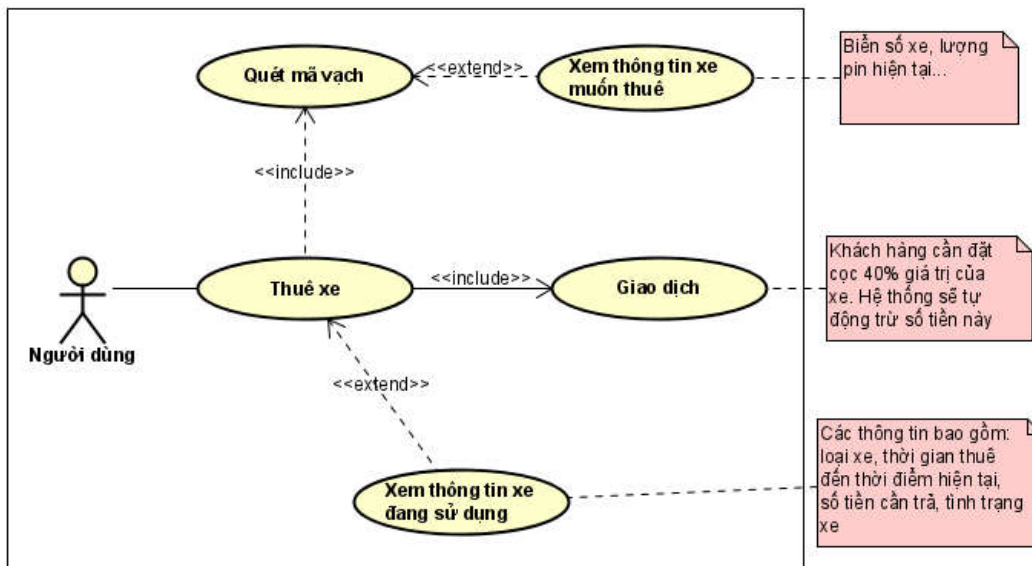 Quét mã vạch
<<extend>>
Xem thông tin xe
muốn thuê
Biển số xe, lượng
pin hiện tại...
<<include>>
Thuê xe
<<include>>
Giao dịch
Khách hàng cần đặt
cọc 40% giá trị của
xe. Hệ thống sẽ tự
động trừ số tiền này
Người dùng
<<extend>>
Xem thông tin xe
đang sử dụng
Các thông tin bao gồm:
loại xe, thời gian thuê
đến thời điểm hiện tại,
số tiền cần trả, tình trạng
xe